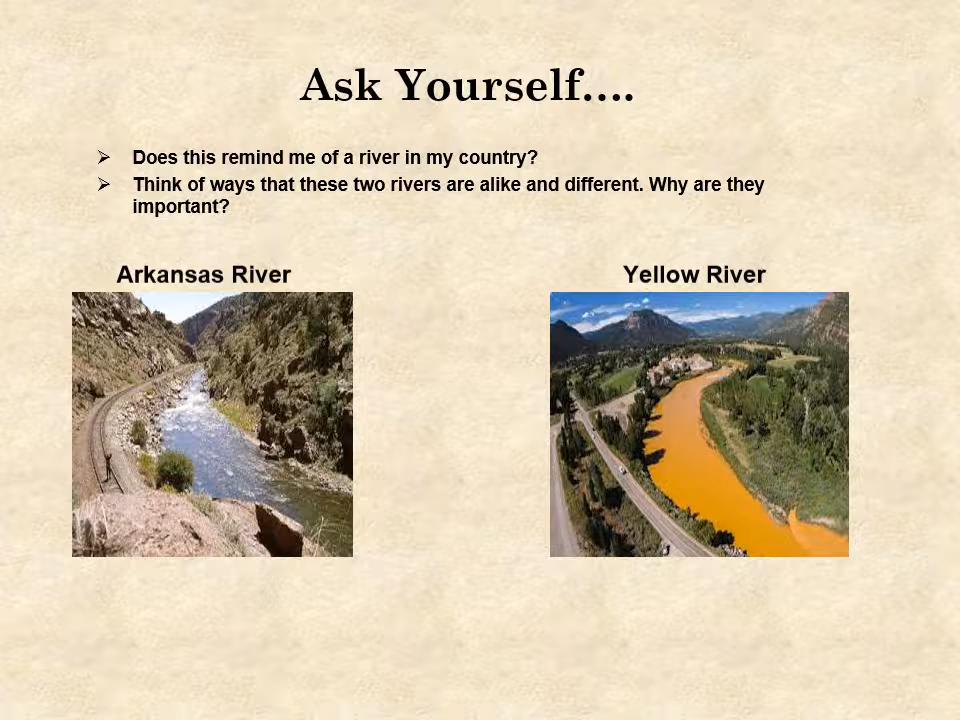 Ask Yourself....
➢ Does this remind me of a river in my country?
➢ Think of ways that these two rivers are alike and different. Why are they
important?
Arkansas River
Yellow River